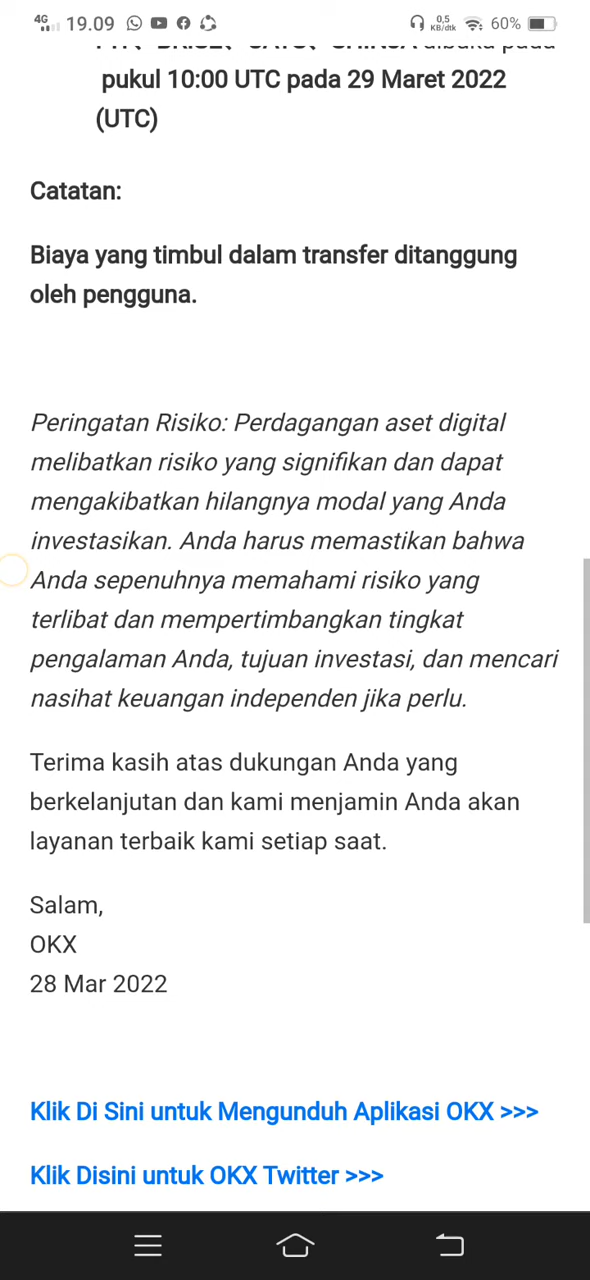 4G 19.09 0,5 KB/dtk 60%
pukul 10:00 UTC pada 29 Maret 2022
(UTC)
Catatan:
Biaya yang timbul dalam transfer ditanggung
oleh pengguna.
Peringatan Risiko: Perdagangan aset digital
melibatkan risiko yang signifikan dan dapat
mengakibatkan hilangnya modal yang Anda
investasikan. Anda harus memastikan bahwa
Anda sepenuhnya memahami risiko yang
terlibat dan mempertimbangkan tingkat
pengalaman Anda, tujuan investasi, dan mencari
nasihat keuangan independen jika perlu.
Terima kasih atas dukungan Anda yang
berkelanjutan dan kami menjamin Anda akan
layanan terbaik kami setiap saat.
Salam,
OKX
28 Mar 2022
Klik Di Sini untuk Mengunduh Aplikasi OKX >>>
Klik Disini untuk OKX Twitter >>>